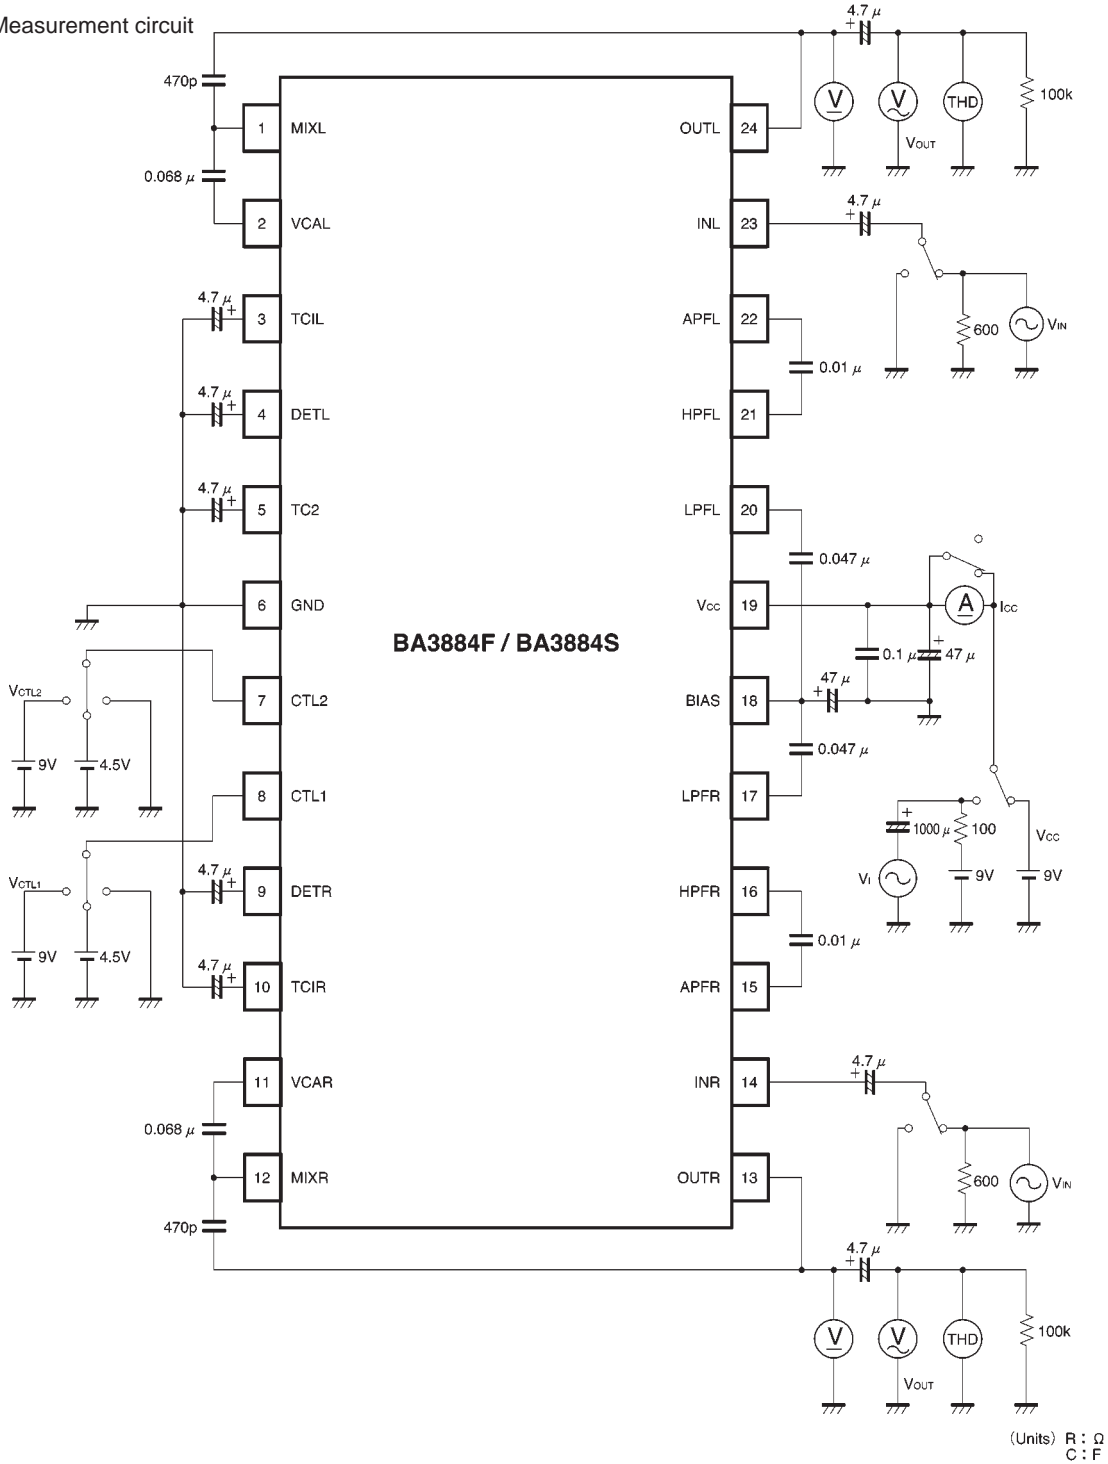 Measurement circuit
4.7 μ
+
470p
1 MIXL
OUTL 24
V
V
THD
100k
VOUT
0.068 μ
2 VCAL
INL 23
4.7 μ
+
4.7 μ
+
3 TCIL
APFL 22
600
VIN
0.01 μ
4.7 μ
+
4 DETL
HPFL 21
4.7 μ
+
5 TC2
LPFL 20
0.047 μ
6 GND
VCC 19
A
ICC
BA3884F / BA3884S
0.1 μ
+
47 μ
VCTL2
7 CTL2
BIAS 18
47 μ
+
9V
4.5V
0.047 μ
8 CTL1
LPFR 17
+
1000 μ
100
VCC
VCTL1
4.7 μ
+
9 DETR
HPFR 16
VI
9V
9V
9V
4.5V
0.01 μ
4.7 μ
+
10 TCIR
APFR 15
11 VCAR
INR 14
4.7 μ
+
0.068 μ
12 MIXR
OUTR 13
600
VIN
470p
4.7 μ
+
V
V
THD
100k
VOUT
(Units) R : Ω
C : F